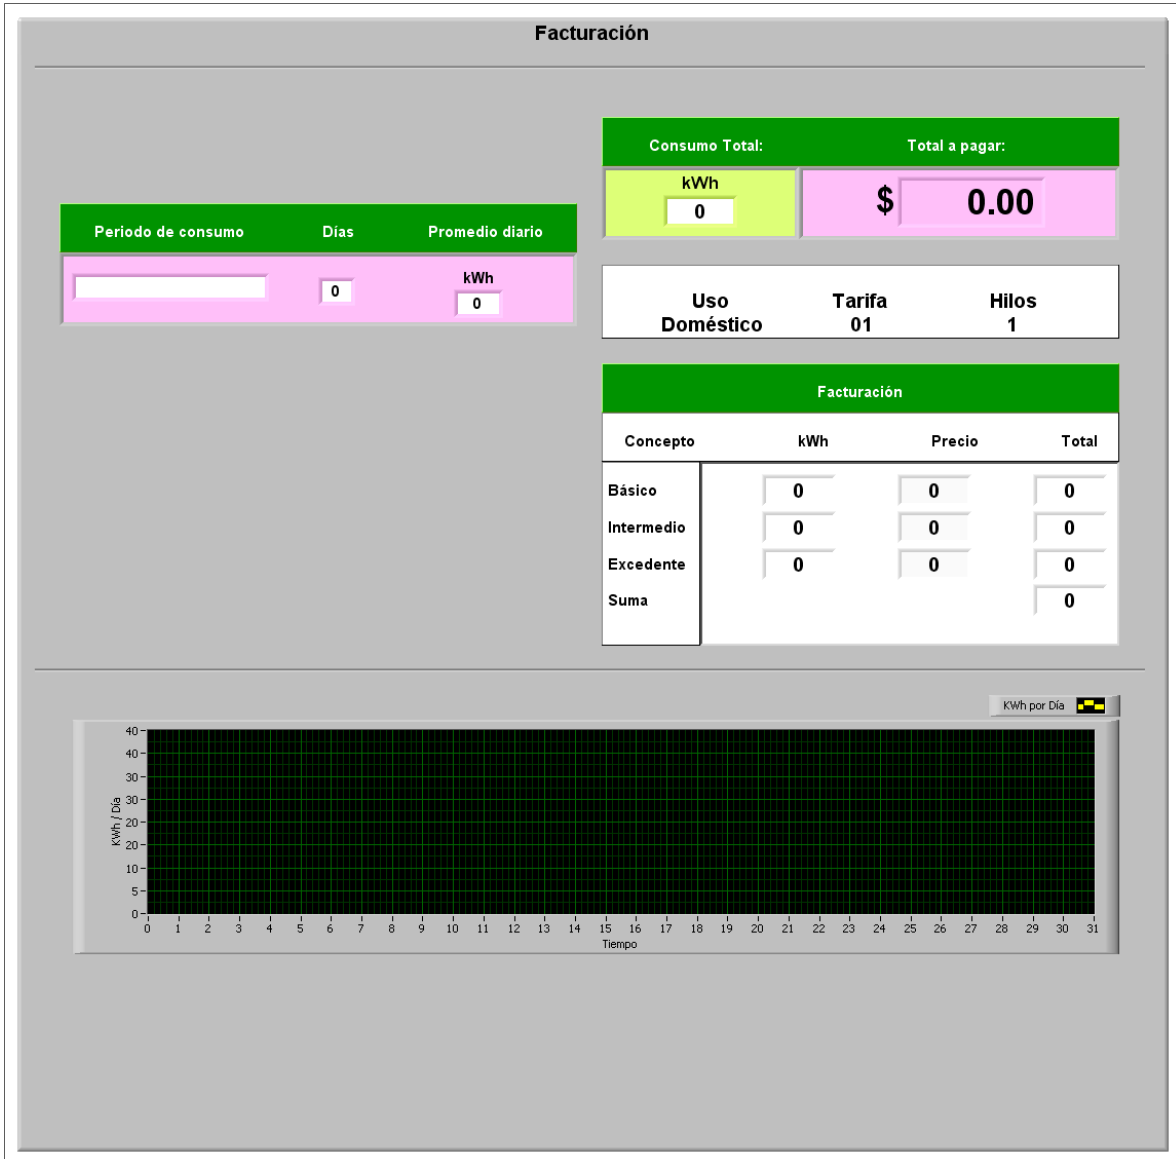 Facturación
Consumo Total: Total a pagar:
kWh
0
$ 0.00
Periodo de consumo Días Promedio diario
kWh
0 0
Uso Tarifa Hilos
Doméstico 01 1
Facturación
Concepto kWh Precio Total
Básico 0 0 0
Intermedio 0 0 0
Excedente 0 0 0
Suma 0
KWh por Día
KWh / Día
40
40
30
30
20
20
10
5
0
0 1 2 3 4 5 6 7 8 9 10 11 12 13 14 15 16 17 18 19 20 21 22 23 24 25 26 27 28 29 30 31
Tiempo